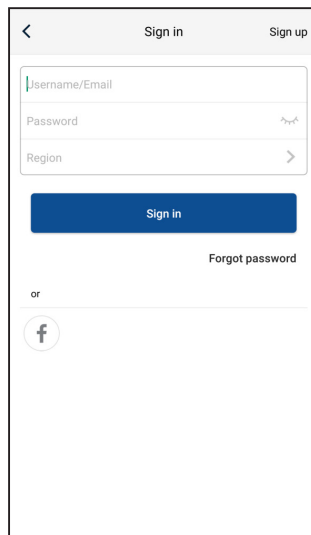 Sign in Sign up
Username/Email
Password
Region
Sign in
Forgot password
or
f